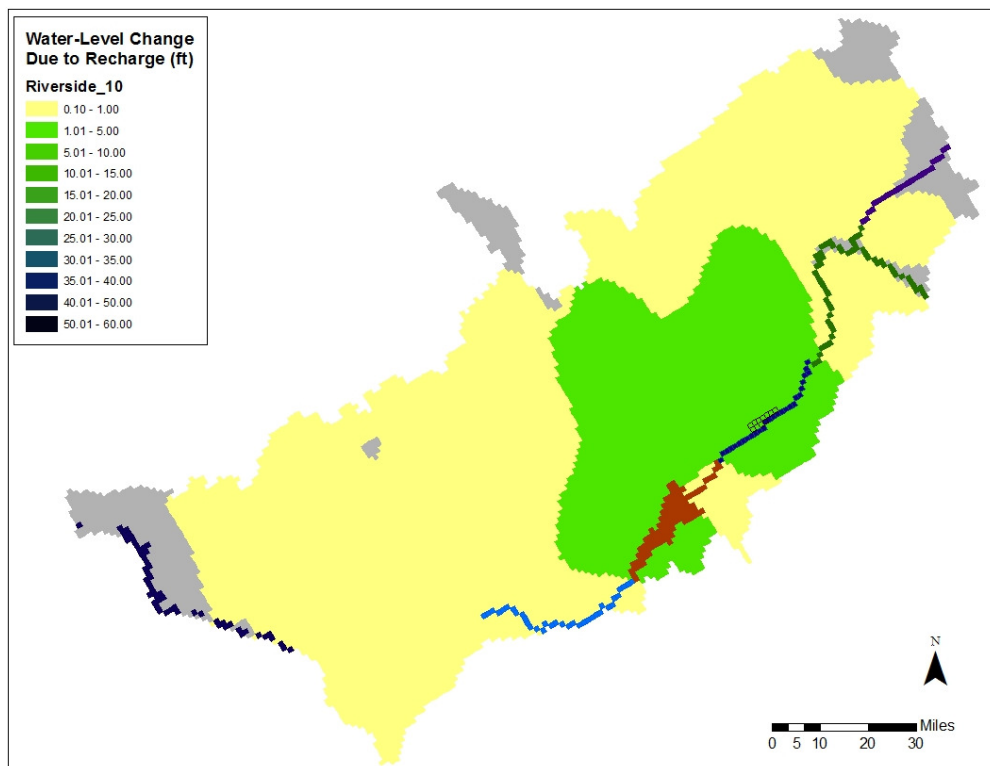 Water-Level Change
Due to Recharge (ft)
Riverside_10
0.10 - 1.00
1.01 - 5.00
5.01 - 10.00
10.01 - 15.00
15.01 - 20.00
20.01 - 25.00
25.01 - 30.00
30.01 - 35.00
35.01 - 40.00
40.01 - 50.00
50.01 - 60.00
N
Miles
0 5 10 20 30